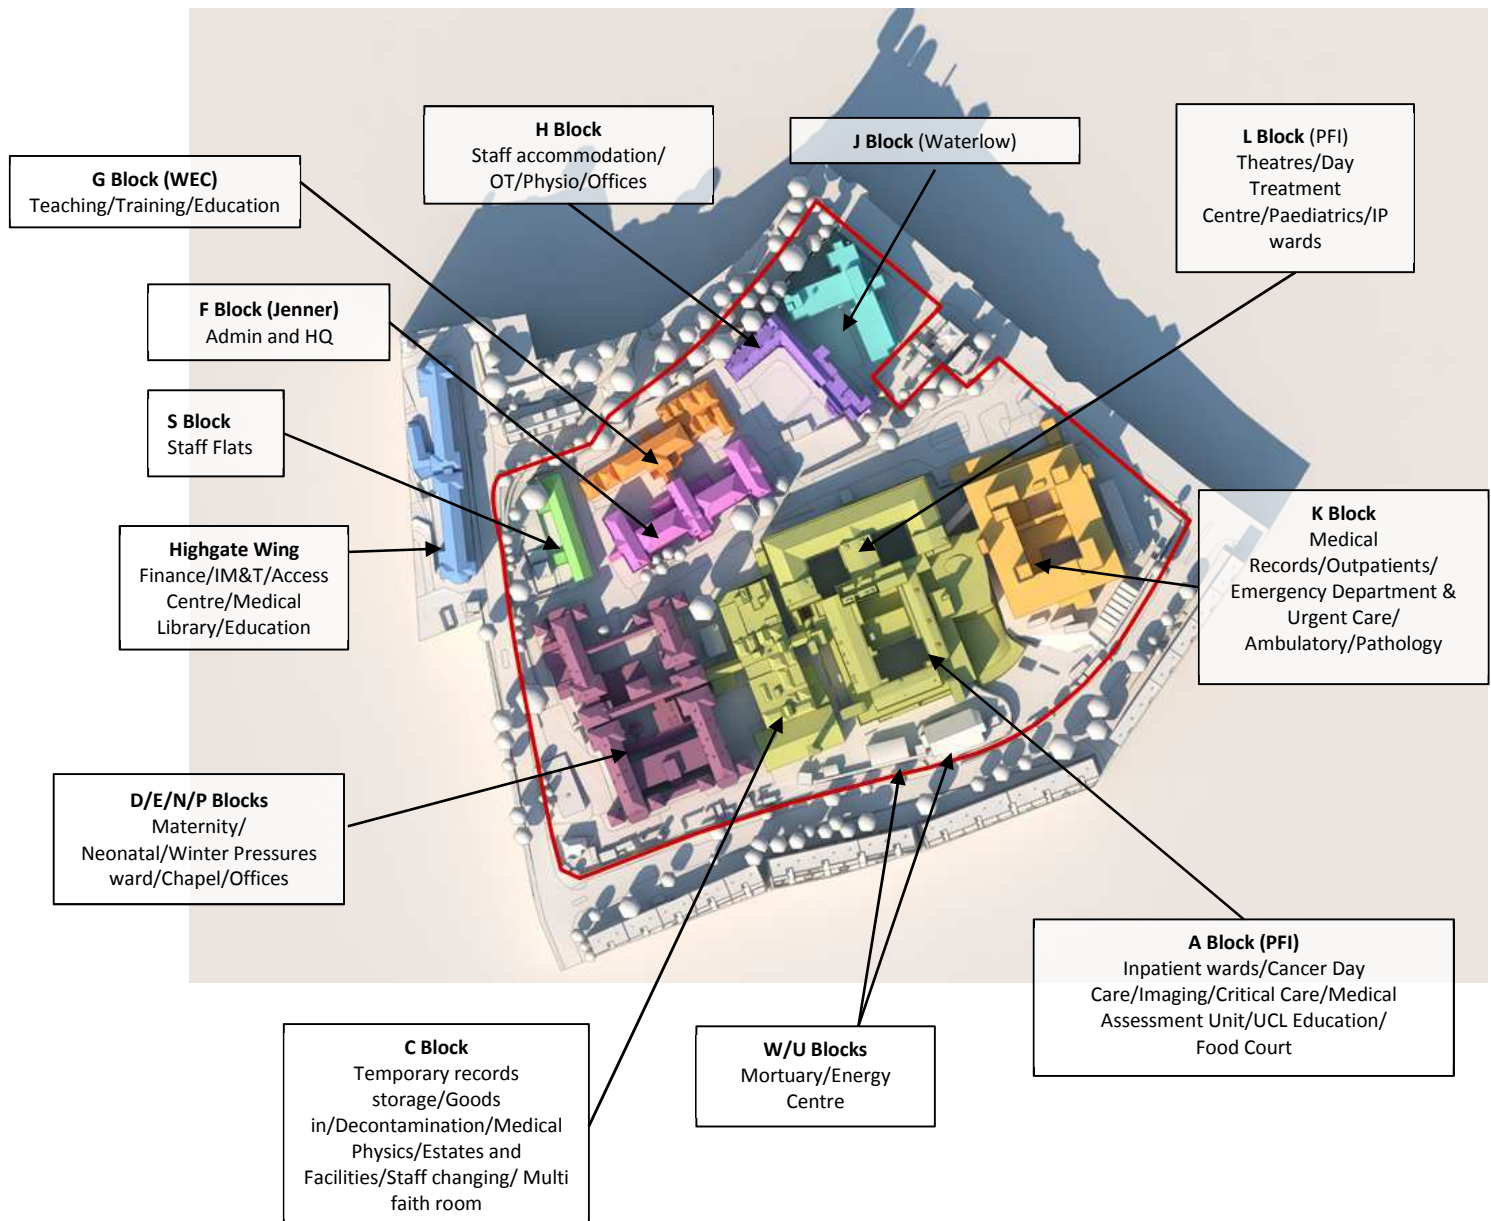 H Block
Staff accommodation/
OT/Physio/Offices
J Block (Waterlow)
L Block (PFI)
Theatres/Day
Treatment
Centre/Paediatrics/IP
wards
G Block (WEC)
Teaching/Training/Education
F Block (Jenner)
Admin and HQ
S Block
Staff Flats
Highgate Wing
Finance/IM&T/Access
Centre/Medical
Library/Education
K Block
Medical
Records/Outpatients/
Emergency Department &
Urgent Care/
Ambulatory/Pathology
D/E/N/P Blocks
Maternity/
Neonatal/Winter Pressures
ward/Chapel/Offices
A Block (PFI)
Inpatient wards/Cancer Day
Care/Imaging/Critical Care/Medical
Assessment Unit/UCL Education/
Food Court
C Block
Temporary records
storage/Goods
in/Decontamination/Medical
Physics/Estates and
Facilities/Staff changing/ Multi
faith room
W/U Blocks
Mortuary/Energy
Centre